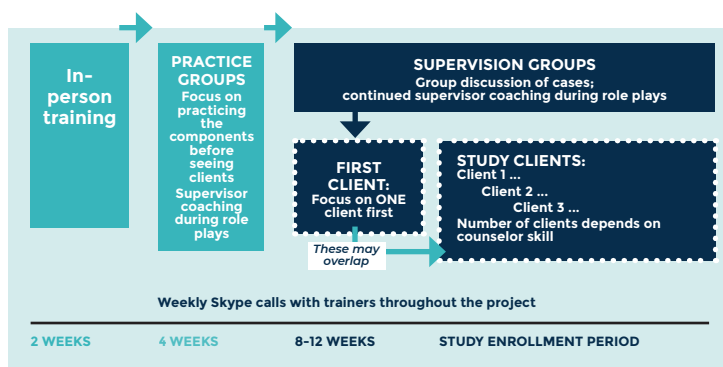 In-
person
training
PRACTICE
GROUPS
Focus on
practicing
the
components
before
seeing
clients
Supervisor
coaching
during role
plays
SUPERVISION GROUPS
Group discussion of cases;
continued supervisor coaching during role plays
FIRST
CLIENT:
Focus on ONE
client first
STUDY CLIENTS:
Client 1 ...
Client 2 ...
Client 3 ...
Number of clients depends on
counselor skill
These may
overlap
Weekly Skype calls with trainers throughout the project
2 WEEKS
4 WEEKS
8-12 WEEKS
STUDY ENROLLMENT PERIOD